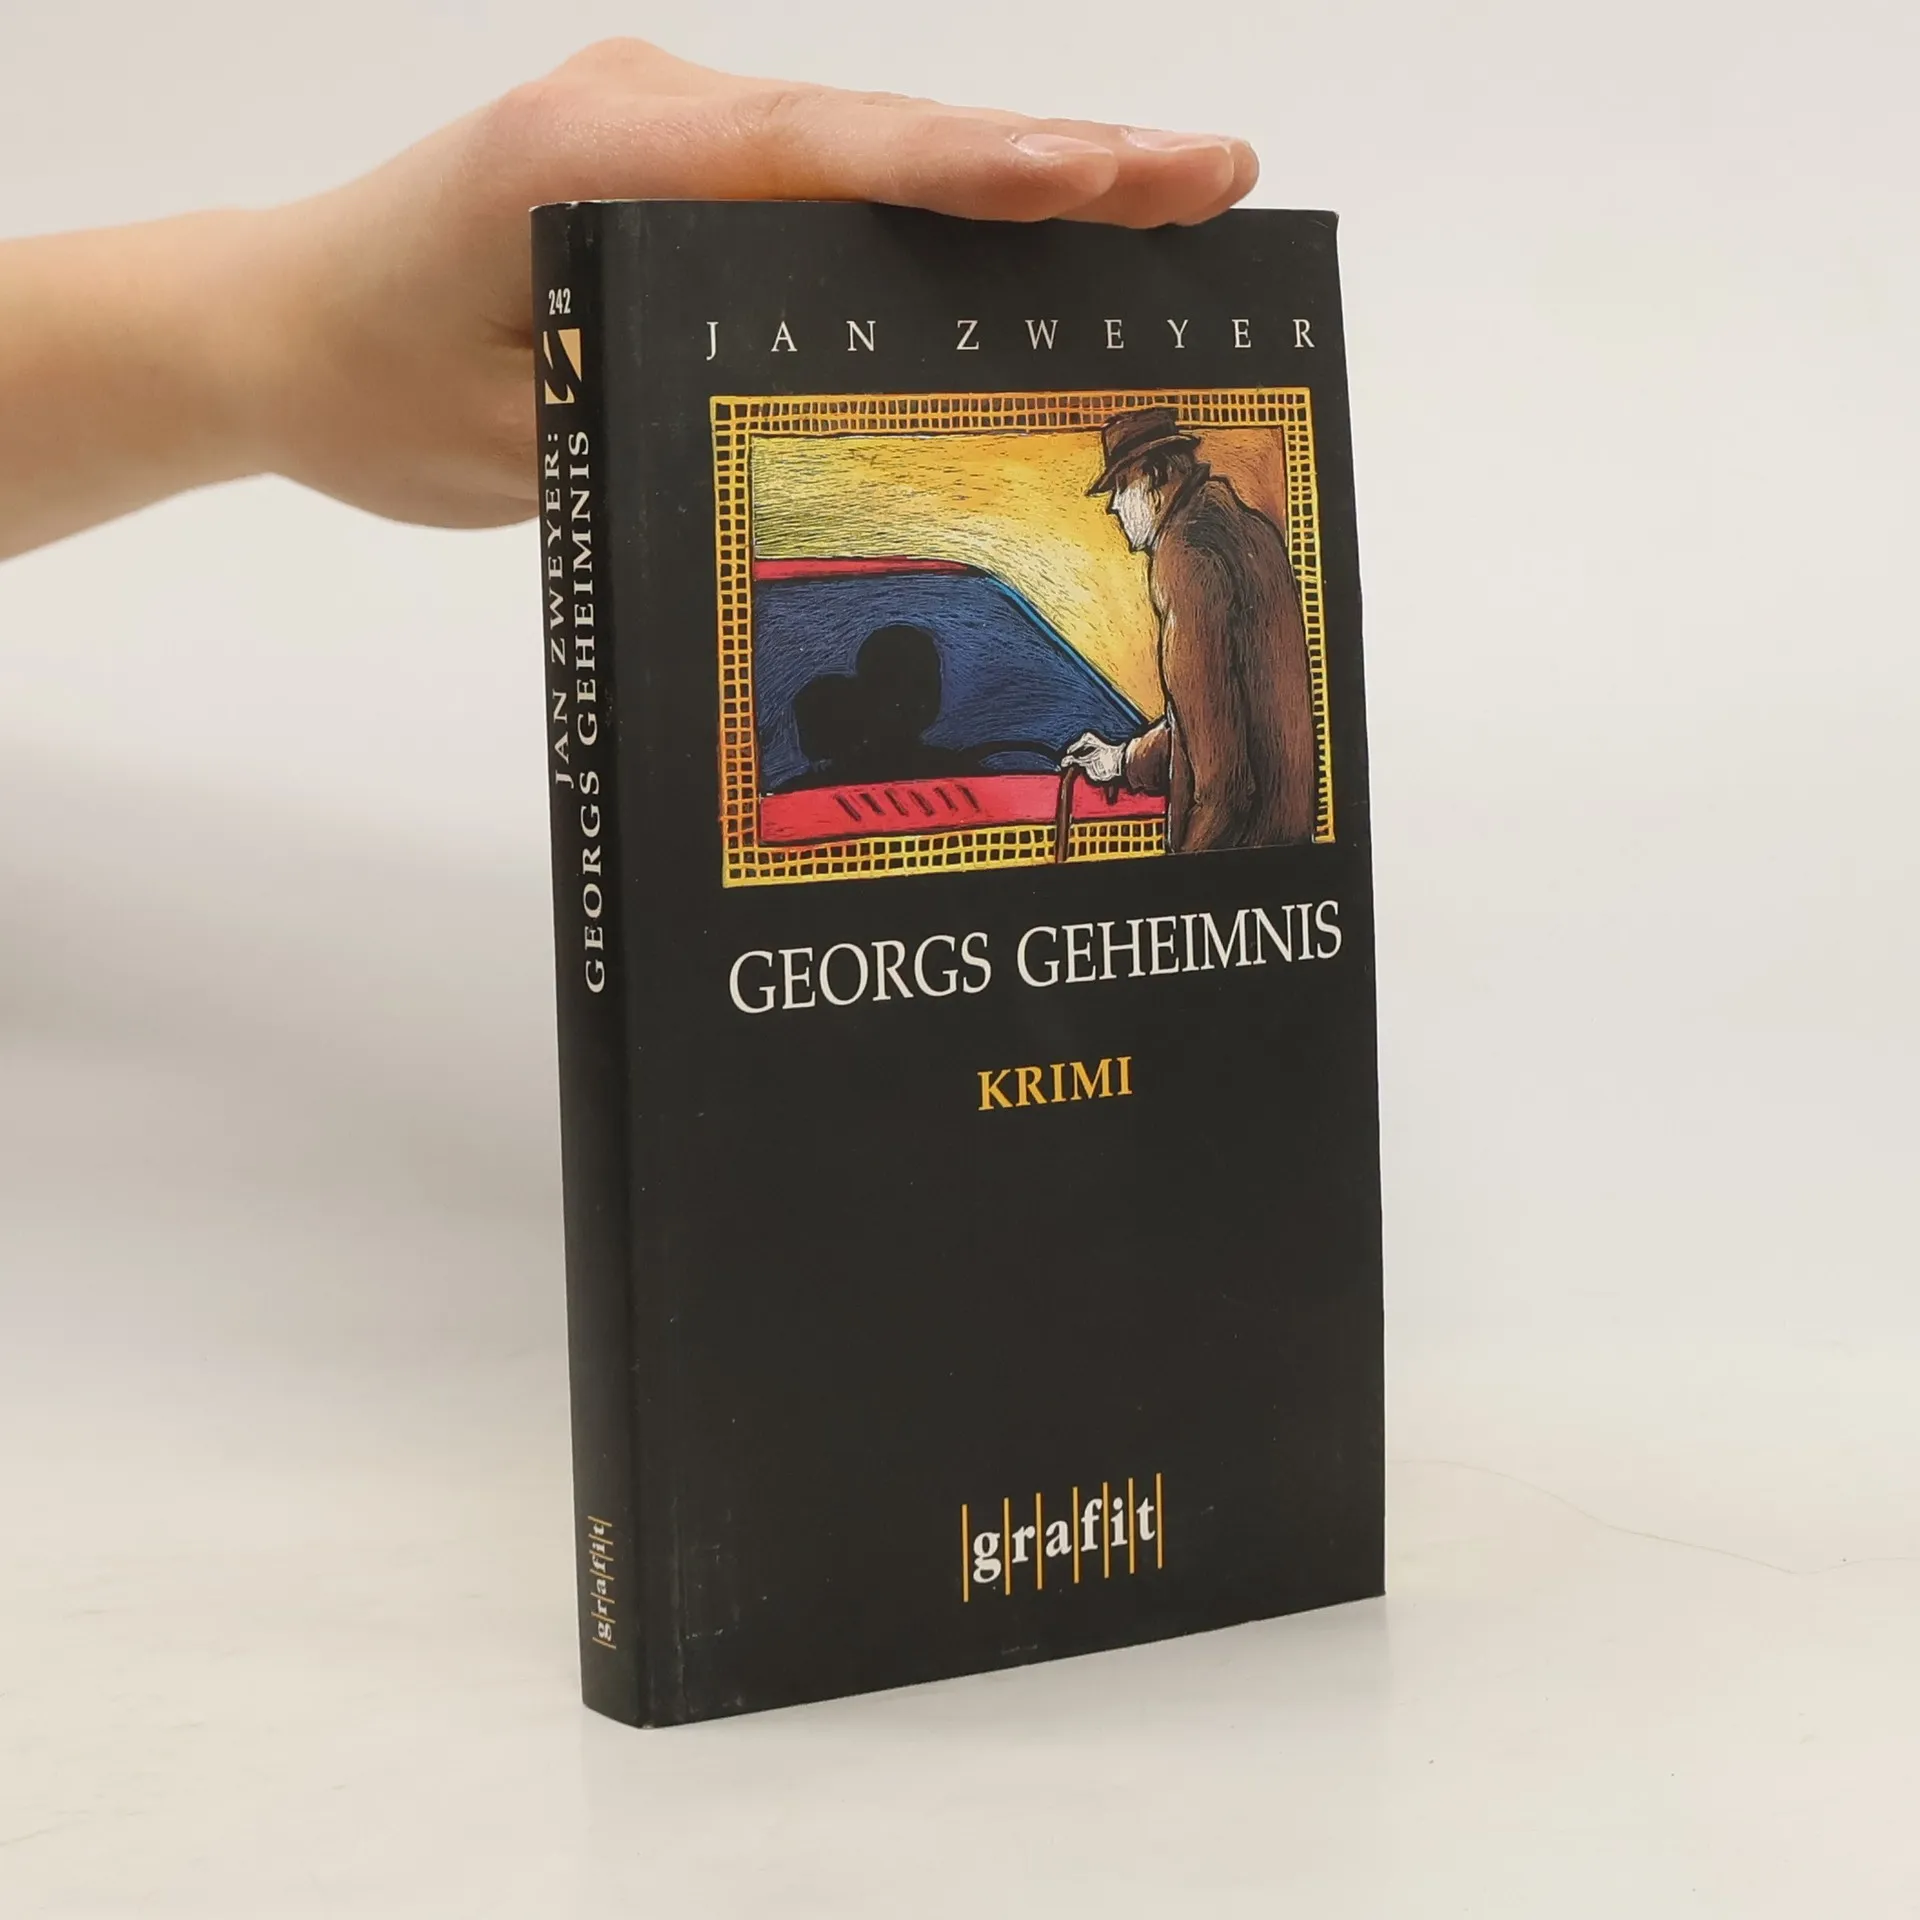 242
JAN ZWEYER:
GEORGS GEHEIMNIS
grafit
JAN ZWEYER
GEORGS GEHEIMNIS
KRIMI
grafit